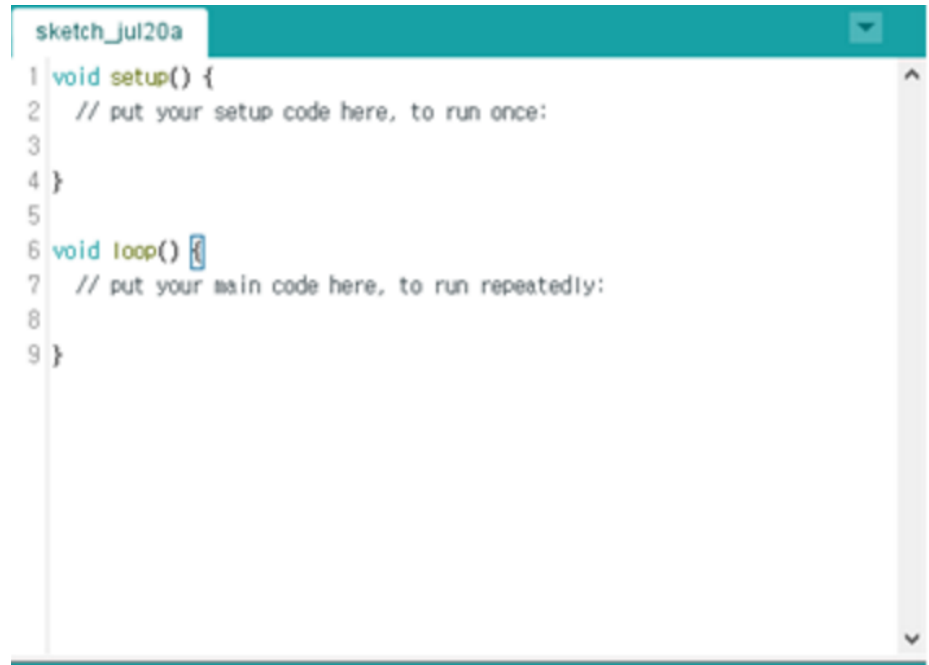 sketch_jul20a
1 void setup() {
2 // put your setup code here, to run once:
3
4 }
5
6 void loop() {
7 // put your main code here, to run repeatedly:
8
9 }